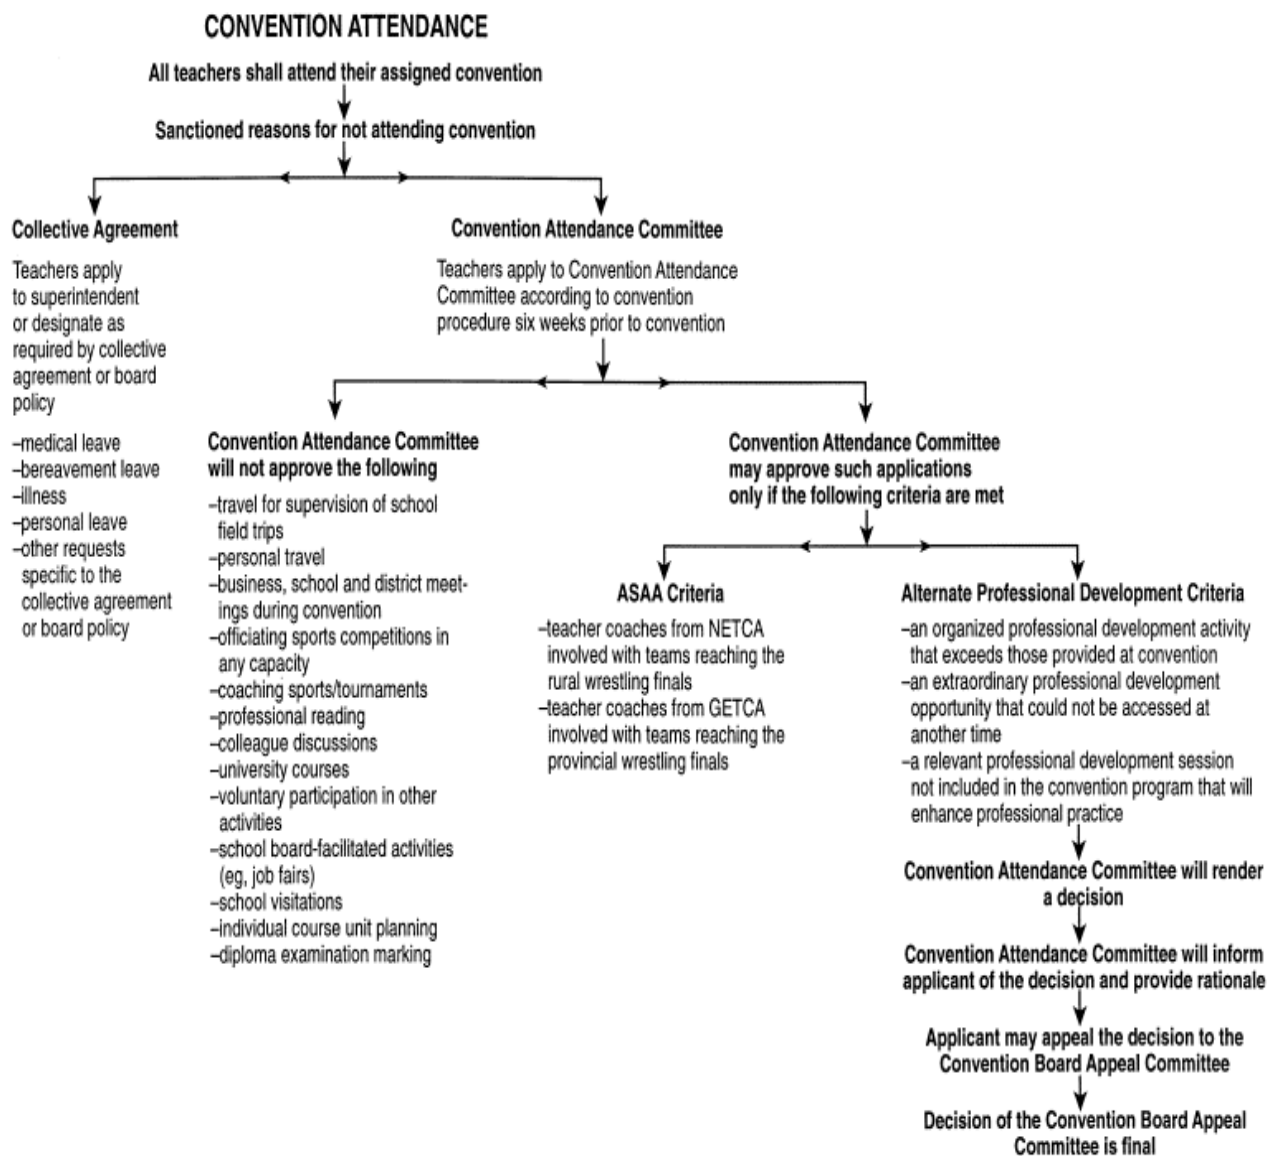 CONVENTION ATTENDANCE
All teachers shall attend their assigned convention
Sanctioned reasons for not attending convention
Collective Agreement
Teachers apply
to superintendent
or designate as
required by collective
agreement or board
policy
–medical leave
–bereavement leave
–illness
–personal leave
–other requests
specific to the
collective agreement
or board policy
Convention Attendance Committee
Teachers apply to Convention Attendance
Committee according to convention
procedure six weeks prior to convention
Convention Attendance Committee
will not approve the following
–travel for supervision of school
field trips
–personal travel
–business, school and district meet-
ings during convention
–officiating sports competitions in
any capacity
–coaching sports/tournaments
–professional reading
–colleague discussions
–university courses
–voluntary participation in other
activities
–school board-facilitated activities
(eg, job fairs)
–school visitations
–individual course unit planning
–diploma examination marking
Convention Attendance Committee
may approve such applications
only if the following criteria are met
ASAA Criteria
–teacher coaches from NETCA
involved with teams reaching the
rural wrestling finals
–teacher coaches from GETCA
involved with teams reaching the
provincial wrestling finals
Alternate Professional Development Criteria
–an organized professional development activity
that exceeds those provided at convention
–an extraordinary professional development
opportunity that could not be accessed at
another time
–a relevant professional development session
not included in the convention program that will
enhance professional practice
Convention Attendance Committee will render
a decision
Convention Attendance Committee will inform
applicant of the decision and provide rationale
Applicant may appeal the decision to the
Convention Board Appeal Committee
Decision of the Convention Board Appeal
Committee is final